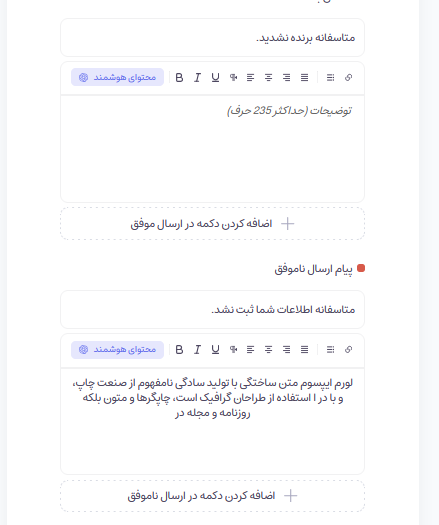 متاسفانه برنده نشدید.
محتوای هوشمند
توضیحات (حداکثر 235 حرف)
اضافه کردن دکمه در ارسال موفق
پیام ارسال ناموفق
متاسفانه اطلاعات شما ثبت نشد.
محتوای هوشمند
لورم ایپسوم متن ساختگی با تولید سادگی نامفهوم از صنعت چاپ،
و با در ا استفاده از طراحان گرافیک است، چاپگرها و متون بلکه
روزنامه و مجله در
اضافه کردن دکمه در ارسال ناموفق